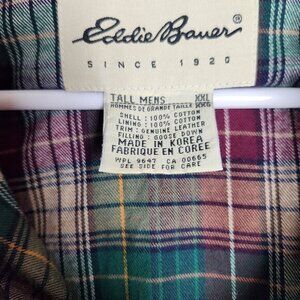 Eddie Bauer®
SINCE 1920
TALL MENS XXL
HOMMES DE GRANDE TAILLE XXG
SHELL : 100% COTTON
LINING : 100% COTTON
TRIM : GENUINE LEATHER
FILLING : GOOSE DOWN
MADE IN KOREA
FABRIQUE EN COREE
WPL 9647 CA 00665
SEE SIDE FOR CARE